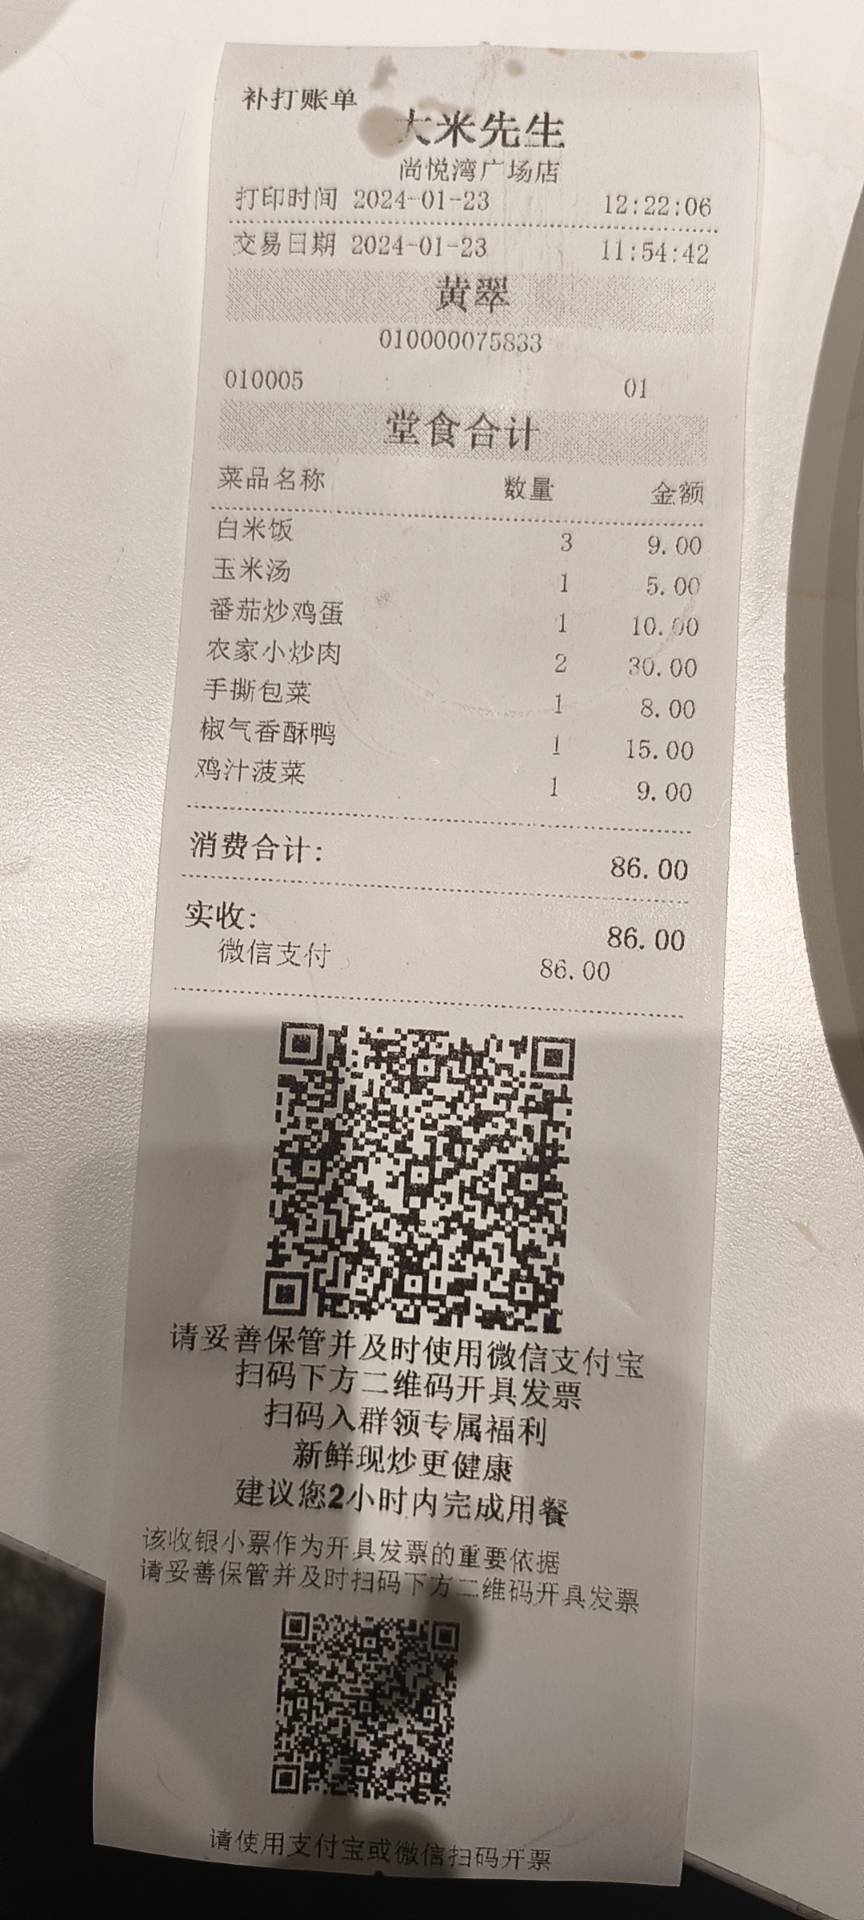 补打账单
大米先生
尚悦湾广场店
打印时间 2024-01-23 12:22:06
交易日期 2024-01-23 11:54:42
黄翠
010000075833
010005 01
堂食合计
菜品名称 数量 金额
白米饭 3 9.00
玉米汤 1 5.00
番茄炒鸡蛋 1 10.00
农家小炒肉 2 30.00
手撕包菜 1 8.00
椒气香酥鸭 1 15.00
鸡汁菠菜 1 9.00
消费合计: 86.00
实收: 86.00
微信支付 86.00
请妥善保管并及时使用微信支付宝
扫码下方二维码开具发票
扫码入群领专属福利
新鲜现炒更健康
建议您2小时内完成用餐
该收银小票作为开具发票的重要依据
请妥善保管并及时扫码下方二维码开具发票
请使用支付宝或微信扫码开票